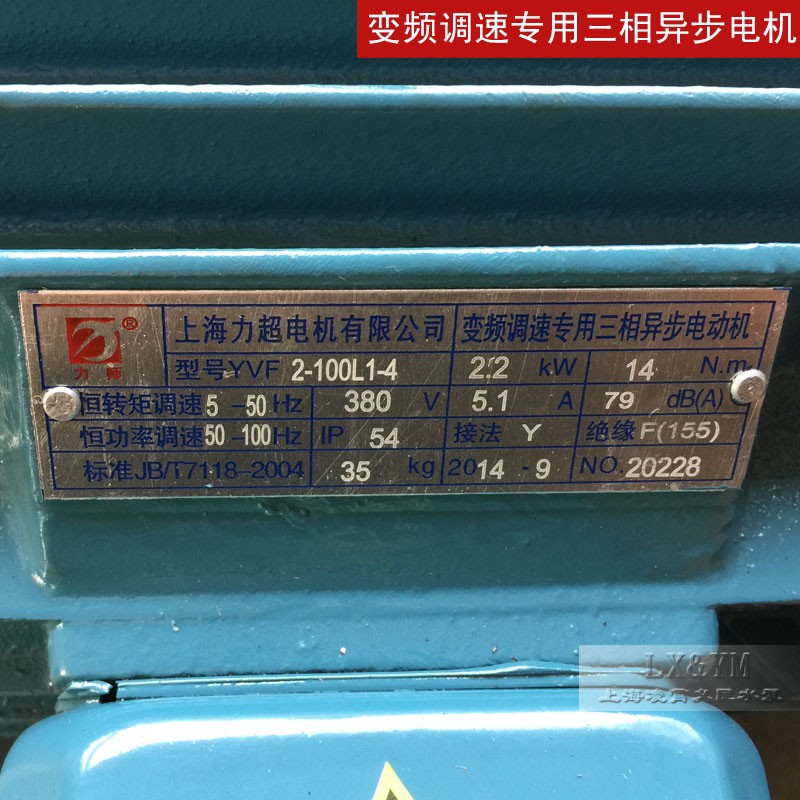 变频调速专用三相异步电机
上海力超电机有限公司 变频调速专用三相异步电动机
力超 ®
型号YVF 2-100L1-4 2.2 kW 14 N.m
恒转矩调速 5 -50 Hz 380 V 5.1 A 79 dB(A)
恒功率调速 50 -100 Hz IP 54 接法 Y 绝缘 F(155)
标准JB/T7118-2004 35 kg 2014 - 9 NO. 20228
LX&YM